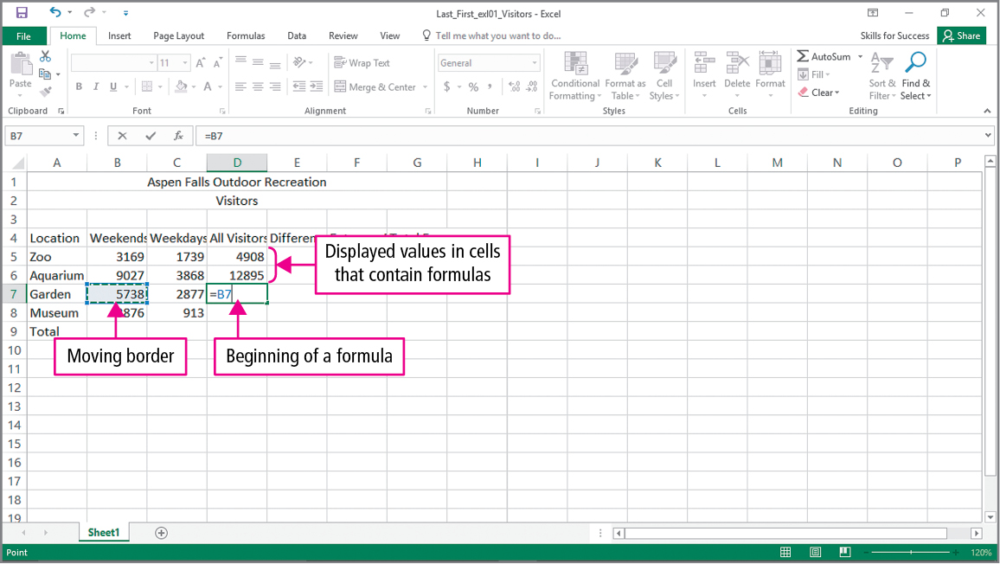 Last_First_exl01_Visitors - Excel
File Home Insert Page Layout Formulas Data Review View Tell me what you want to do... Skills for Success Share
Paste
11 A A
B I U A
Wrap Text
Merge & Center
General
$ % ,
Conditional Formatting
Format as Table
Cell Styles
Insert Delete Format
AutoSum
Fill
Clear
Sort & Filter
Find & Select
Clipboard Font Alignment Number Styles Cells Editing
B7 fx =B7
A B C D E F G H I J K L M N O P
1 Aspen Falls Outdoor Recreation
2 Visitors
3
4 Location Weekends Weekdays All Visitors Differen
5 Zoo 3169 1739 4908
6 Aquarium 9027 3868 12895
7 Garden 5738 2877 =B7
8 Museum 876 913
9 Total
Displayed values in cells
that contain formulas
Moving border
Beginning of a formula
10
11
12
13
14
15
16
17
18
19
Sheet1
Point 120%